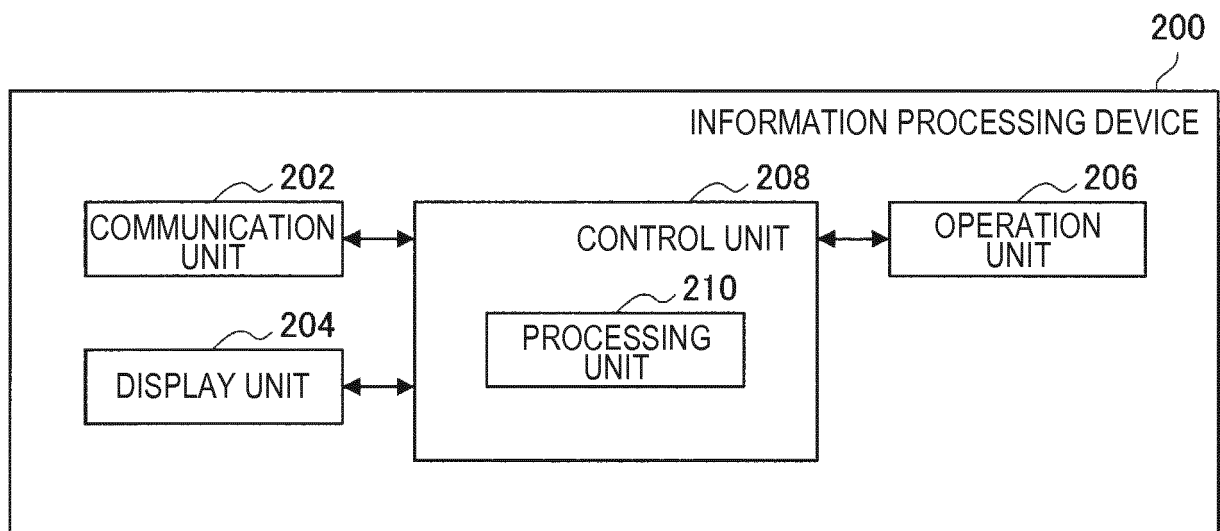 200
INFORMATION PROCESSING DEVICE
202
COMMUNICATION
UNIT
208
CONTROL UNIT
206
OPERATION
UNIT
210
PROCESSING
UNIT
204
DISPLAY UNIT